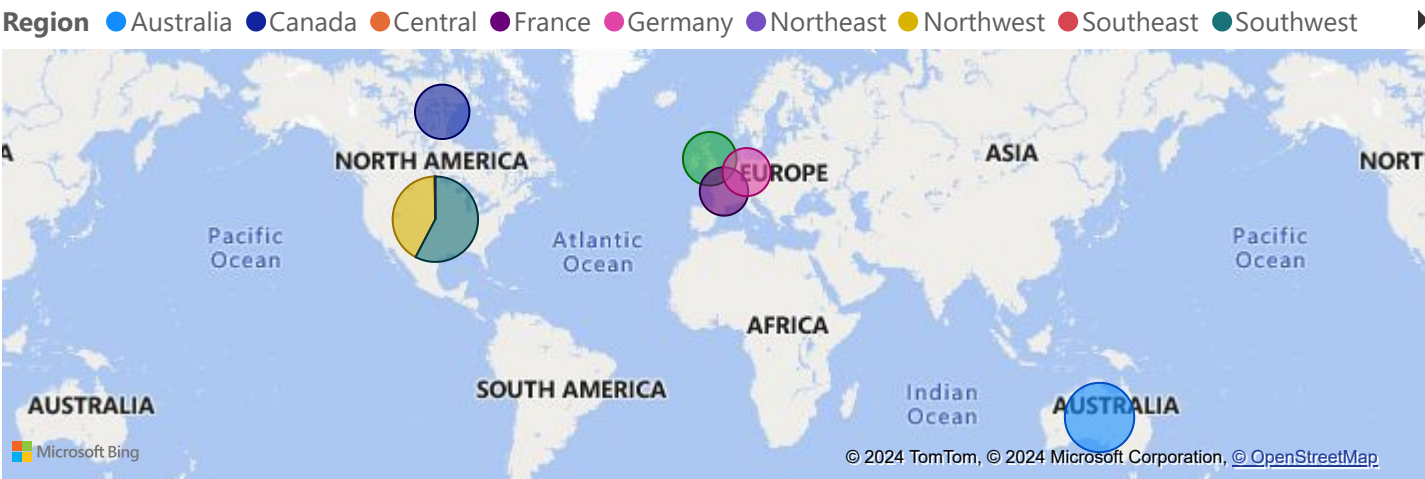 Region Australia Canada Central France Germany Northeast Northwest Southeast Southwest
A
NORTH AMERICA
EUROPE
ASIA
NORT
Pacific
Ocean
Atlantic
Ocean
Pacific
Ocean
AFRICA
SOUTH AMERICA
Indian
Ocean
AUSTRALIA
AUSTRALIA
Microsoft Bing
© 2024 TomTom, © 2024 Microsoft Corporation, © OpenStreetMap